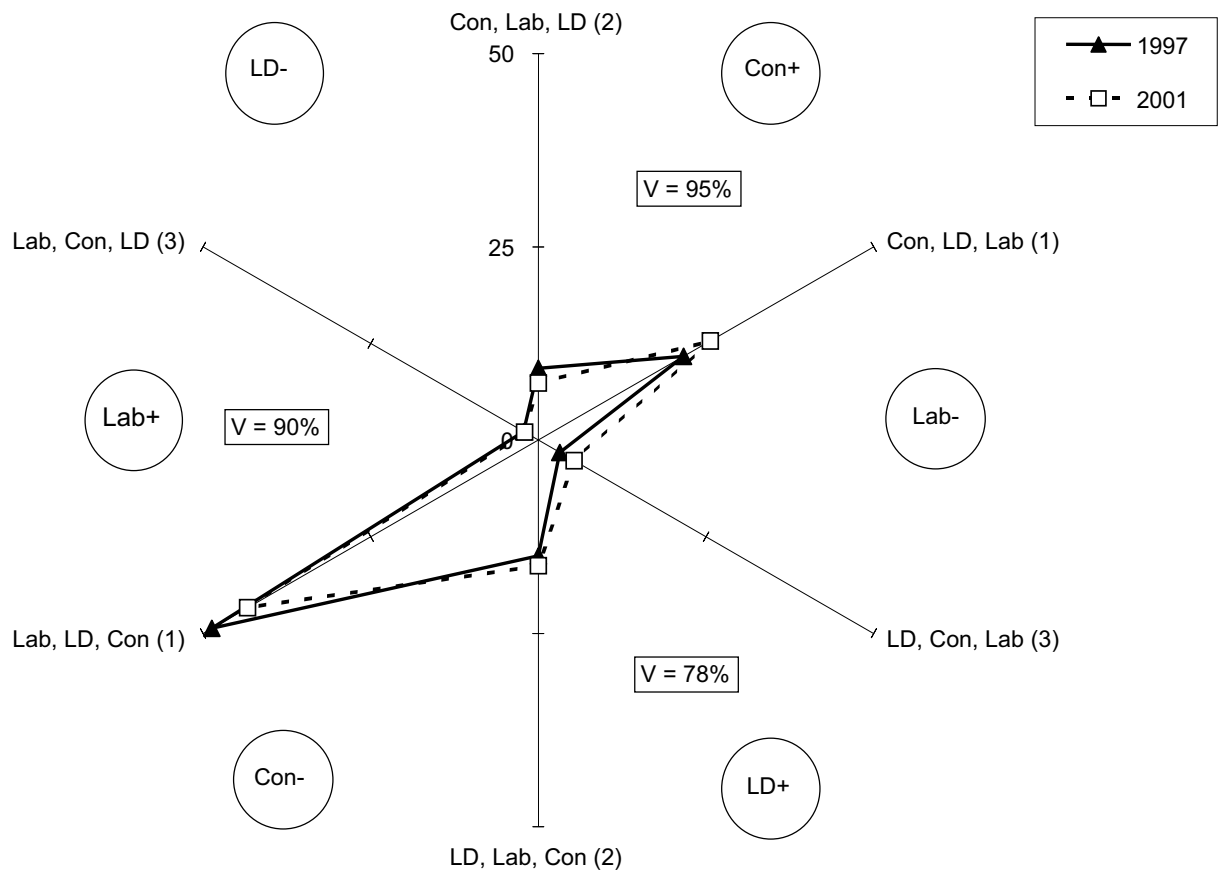 Con, Lab, LD (2)
50
LD-
Con+
1997
2001
V = 95%
Lab, Con, LD (3)
25
Con, LD, Lab (1)
Lab+
V = 90%
0
Lab-
Lab, LD, Con (1)
LD, Con, Lab (3)
V = 78%
Con-
LD+
LD, Lab, Con (2)